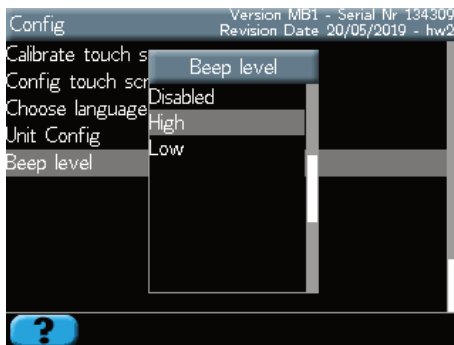 Config
Version MB1 - Serial Nr 134309
Revision Date 20/05/2019 - hw2
Calibrate touch s
Config touch scr
Choose language
Unit Config
Beep level
Beep level
Disabled
High
Low
?